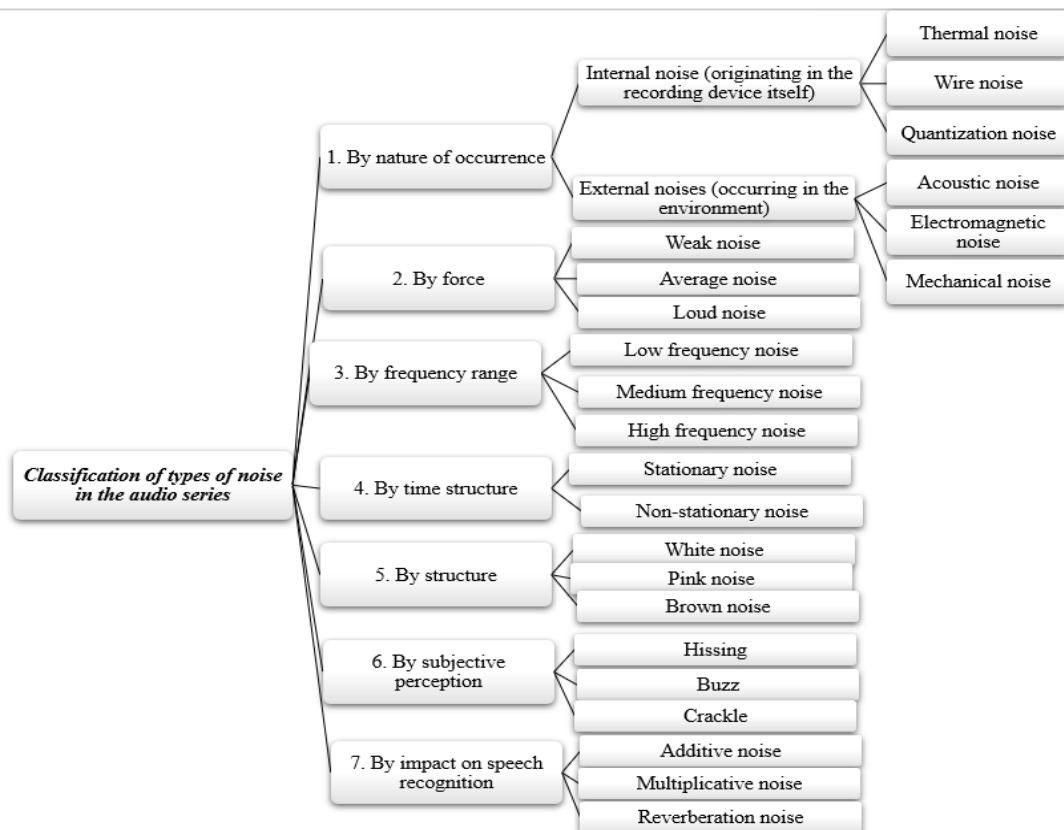 Classification of types of noise
in the audio series
1. By nature of occurrence
Internal noise (originating in the
recording device itself)
Thermal noise
Wire noise
Quantization noise
External noises (occurring in the
environment)
Acoustic noise
Electromagnetic
noise
Mechanical noise
2. By force
Weak noise
Average noise
Loud noise
3. By frequency range
Low frequency noise
Medium frequency noise
High frequency noise
4. By time structure
Stationary noise
Non-stationary noise
5. By structure
White noise
Pink noise
Brown noise
6. By subjective
perception
Hissing
Buzz
Crackle
7. By impact on speech
recognition
Additive noise
Multiplicative noise
Reverberation noise